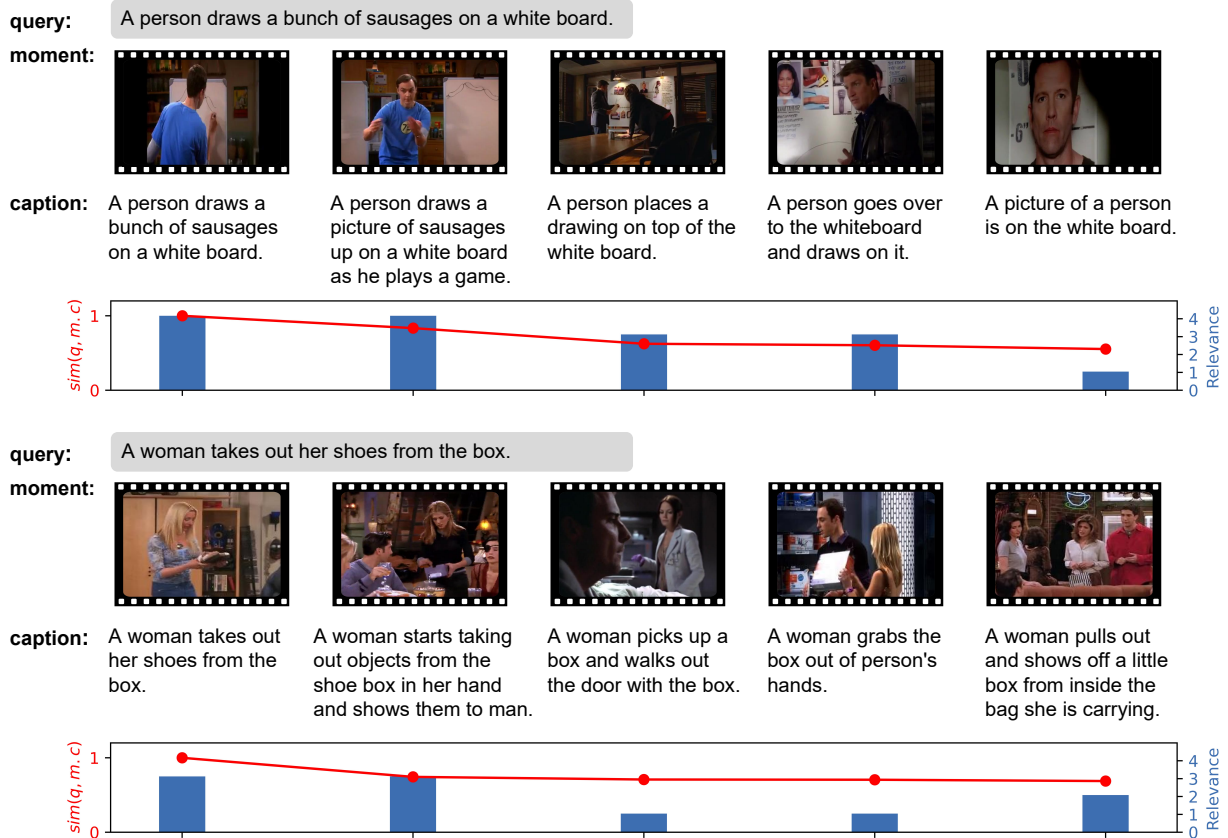 query: A person draws a bunch of sausages on a white board.
moment:
.6"
caption:
A person draws a
bunch of sausages
on a white board.
A person draws a
picture of sausages
up on a white board
as he plays a game.
A person places a
drawing on top of the
white board.
A person goes over
to the whiteboard
and draws on it.
A picture of a person
is on the white board.
sim(q, m. c)
1
0
4
3
2
1
0
Relevance
query: A woman takes out her shoes from the box.
moment:
caption:
A woman takes out
her shoes from the
box.
A woman starts taking
out objects from the
shoe box in her hand
and shows them to man.
A woman picks up a
box and walks out
the door with the box.
A woman grabs the
box out of person's
hands.
A woman pulls out
and shows off a little
box from inside the
bag she is carrying.
sim(q, m. c)
1
0
4
3
2
1
0
Relevance